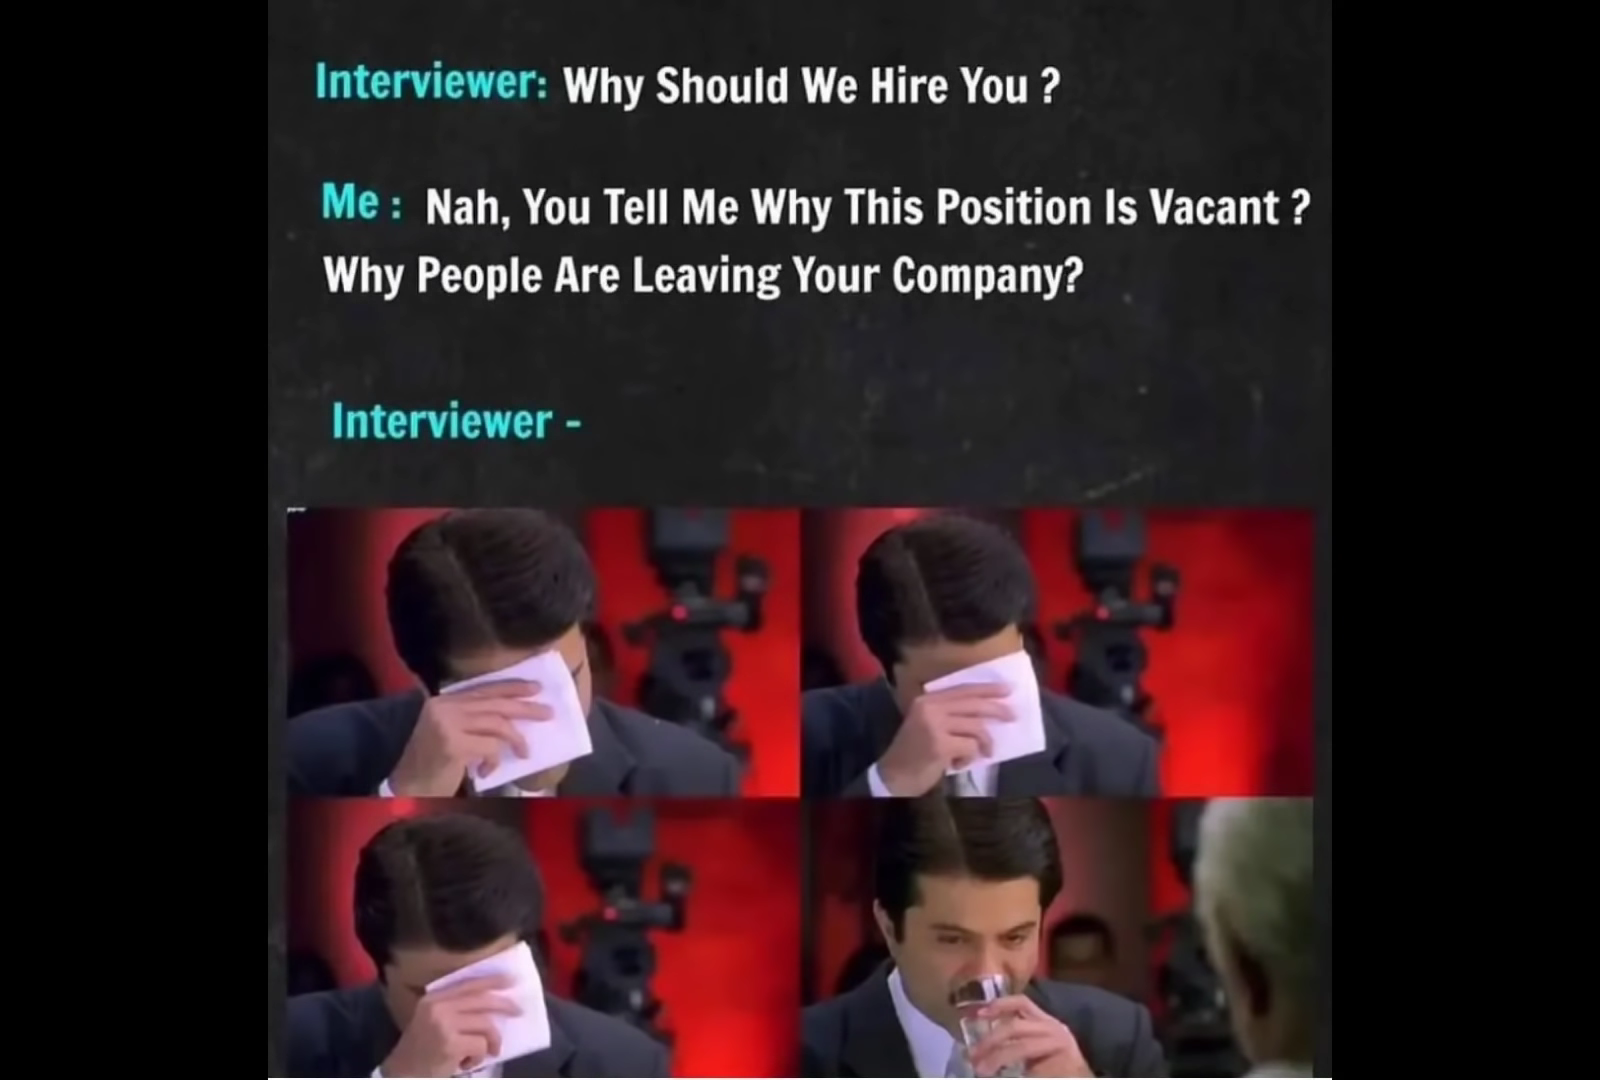 Interviewer: Why Should We Hire You ?
Me : Nah, You Tell Me Why This Position Is Vacant ?
Why People Are Leaving Your Company?
Interviewer -